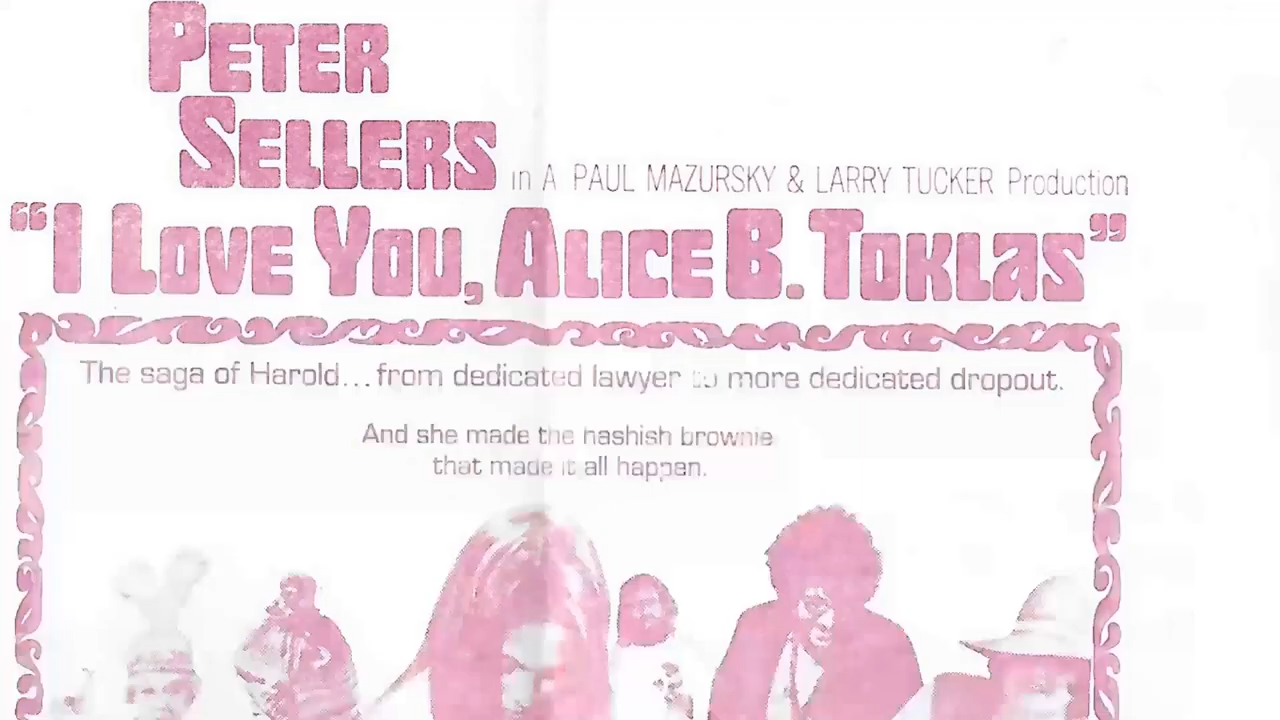 PETER
SELLERS in A PAUL MAZURSKY & LARRY TUCKER Production
“I LOVE YOU, ALICE B. TOKLAS”
The saga of Harold...from dedicated lawyer to more dedicated dropout.
And she made the hashish brownie
that made it all happen.